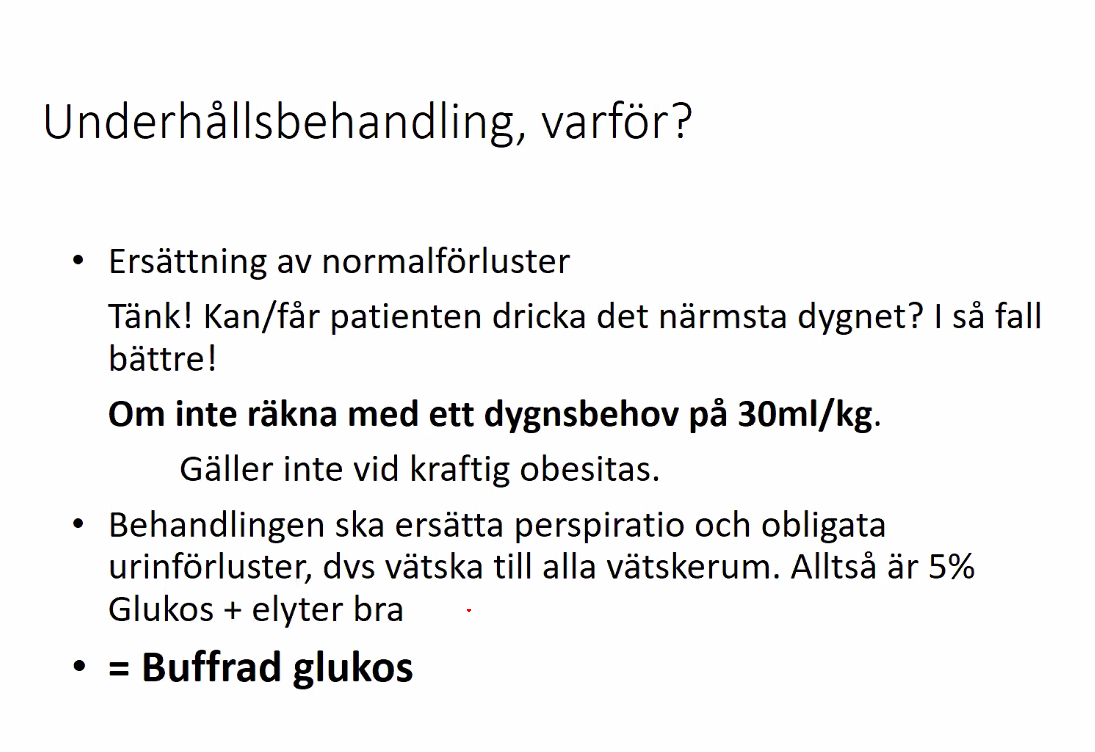 Underhållsbehandling, varför?
• Ersättning av normalförluster
Tänk! Kan/får patienten dricka det närmsta dygnet? I så fall
bättre!
Om inte räkna med ett dygnsbehov på 30ml/kg.
Gäller inte vid kraftig obesitas.
• Behandlingen ska ersätta perspiratio och obligata
urinförluster, dvs vätska till alla vätskerum. Alltså är 5%
Glukos + elyter bra
• = Buffrad glukos